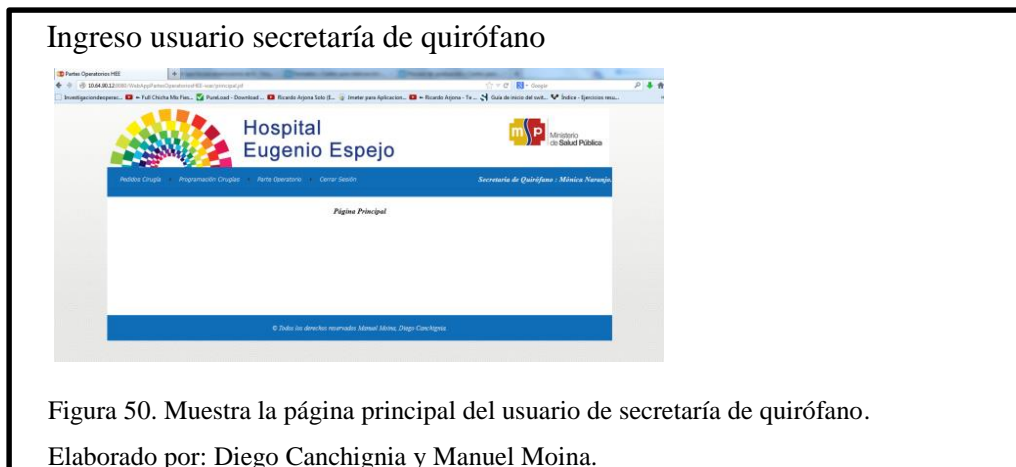 Ingreso usuario secretaría de quirófano
Partes Operatorios HEE
Google
Hospital
Eugenio Espejo
msp
Ministerio
de Salud Pública
Pedidos Cirugía Programación Cirugías Parte Operatorio Cerrar Sesión Secretaria de Quirófano : Mónica Naranjo.
Página Principal
© Todos los derechos reservados Manuel Moina, Diego Canchignia
Figura 50. Muestra la página principal del usuario de secretaría de quirófano.
Elaborado por: Diego Canchignia y Manuel Moina.